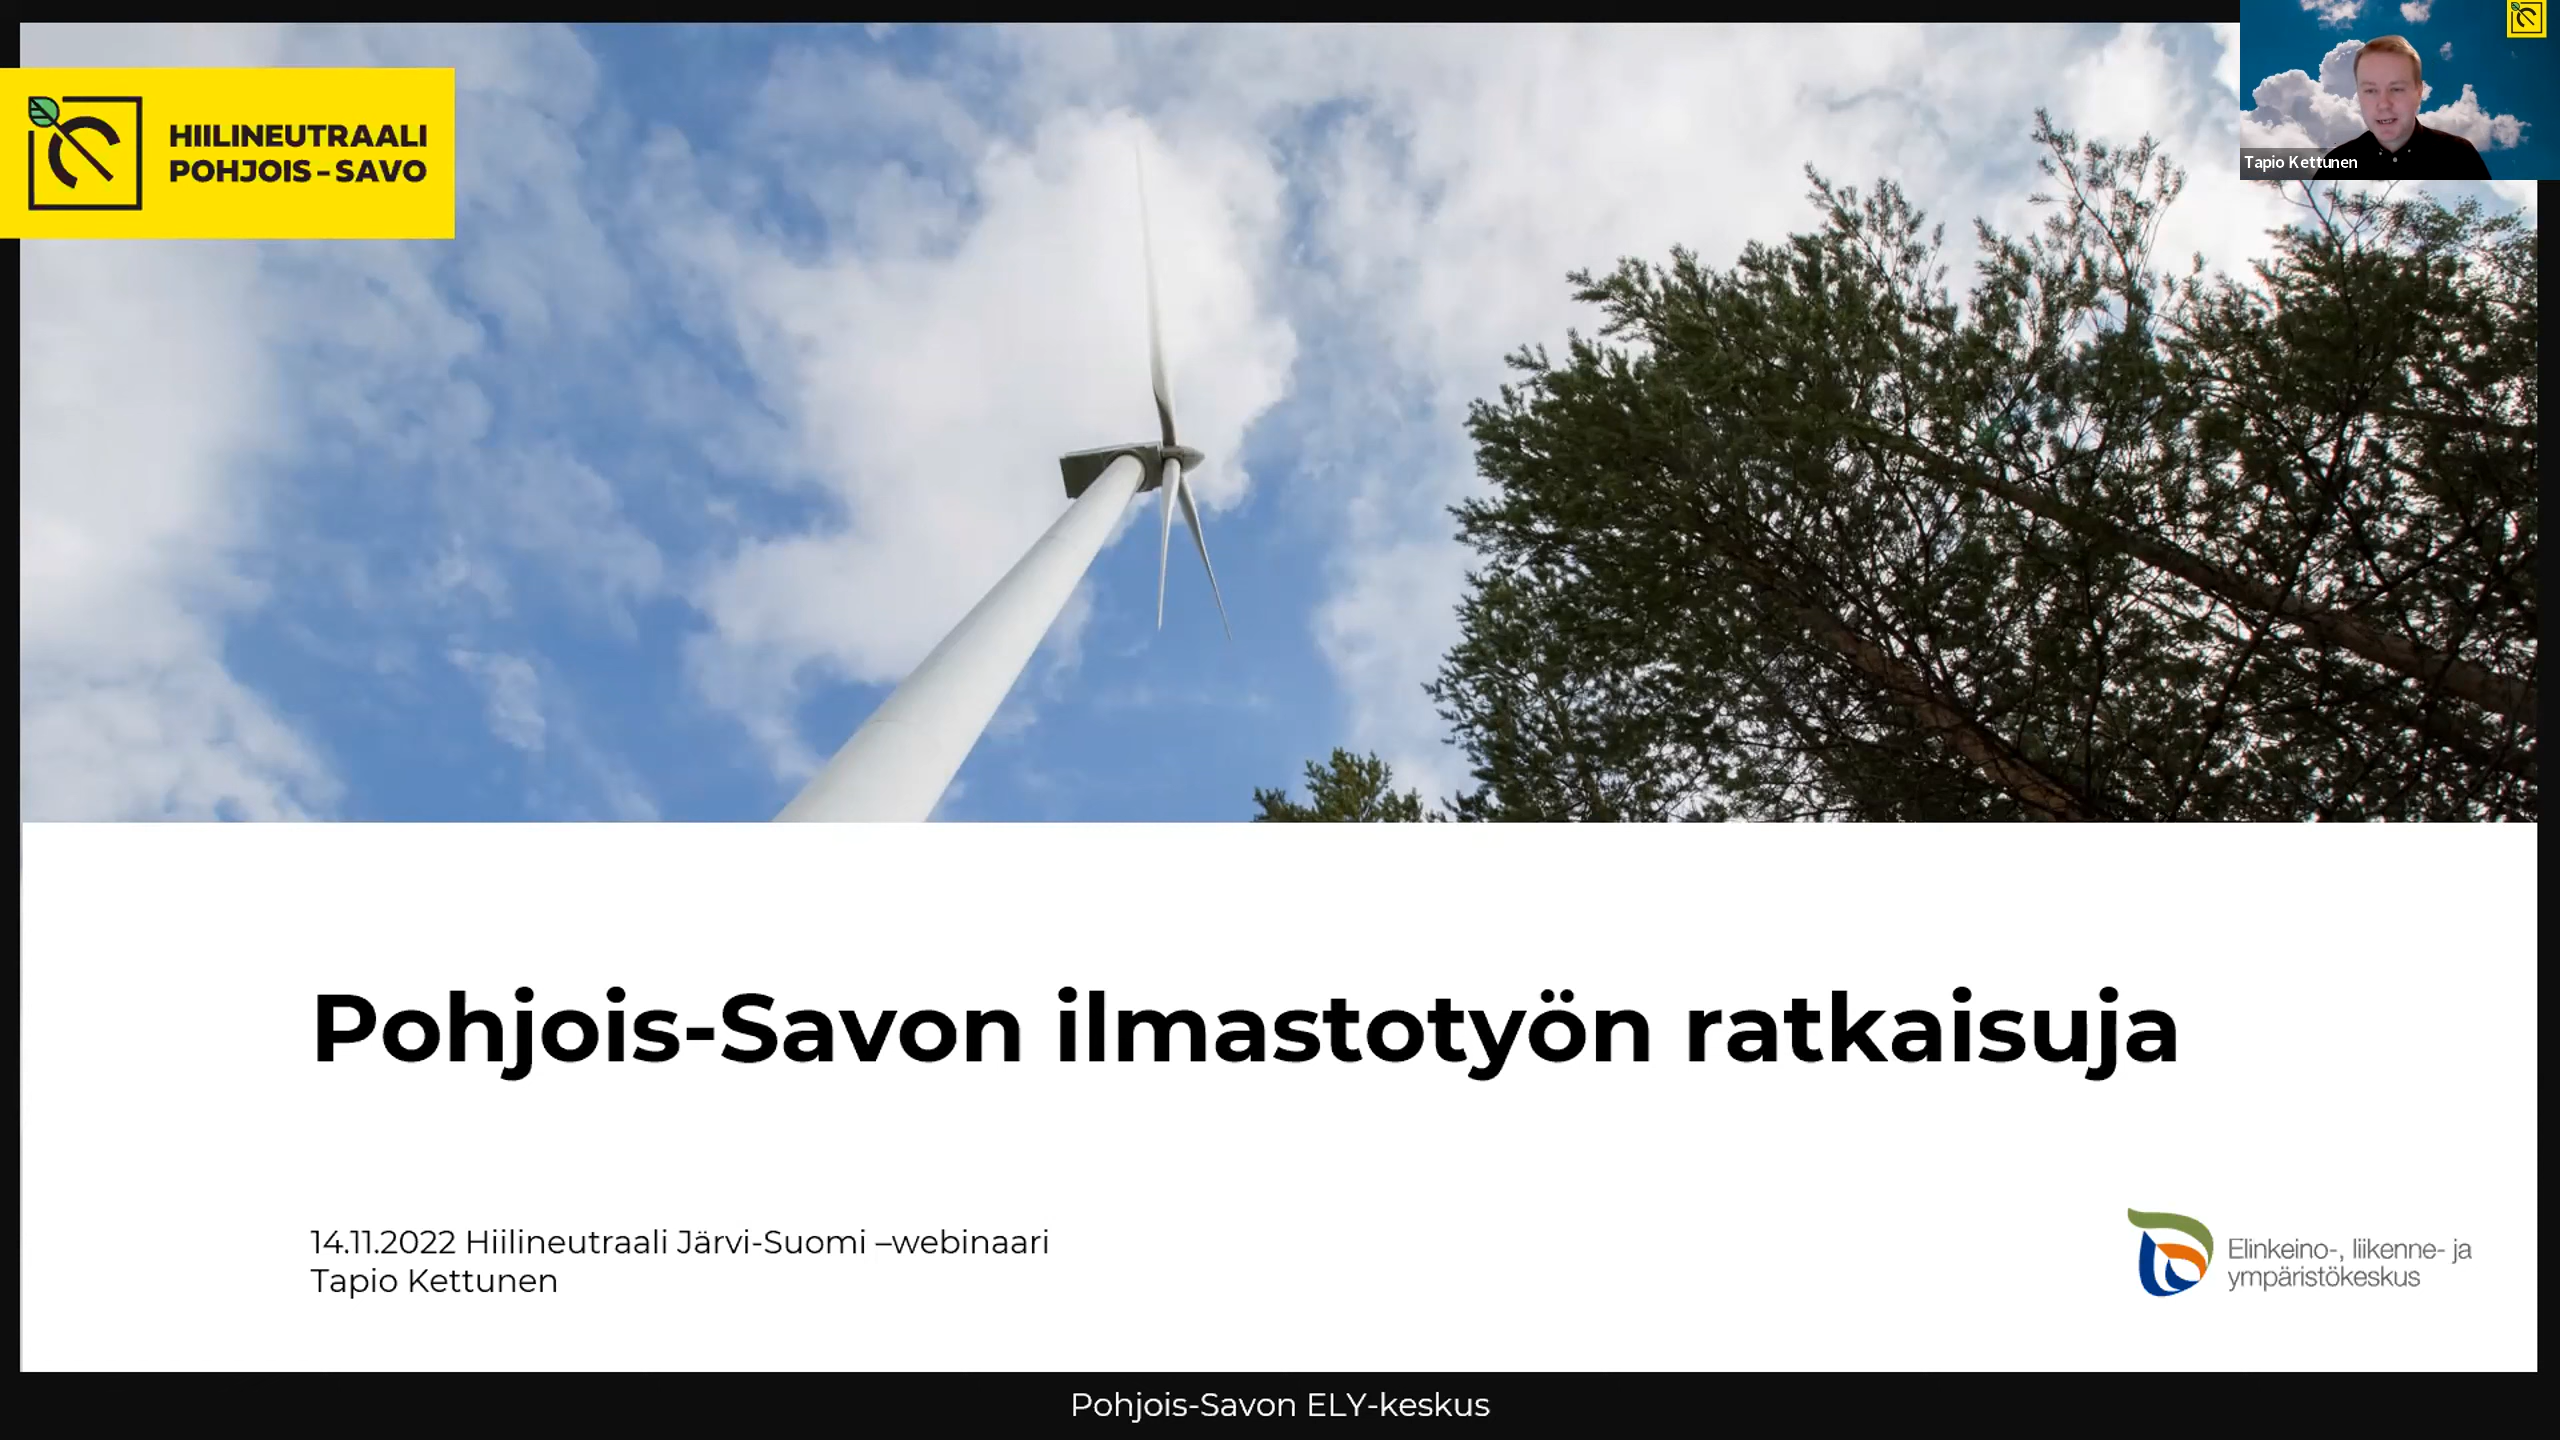 HIILINEUTRAALI
POHJOIS-SAVO
Tapio Kettunen
Pohjois-Savon ilmastotyön ratkaisuja
14.11.2022 Hiilineutraali Järvi-Suomi –webinaari
Tapio Kettunen
Elinkeino-, liikenne- ja
ympäristökeskus
Pohjois-Savon ELY-keskus